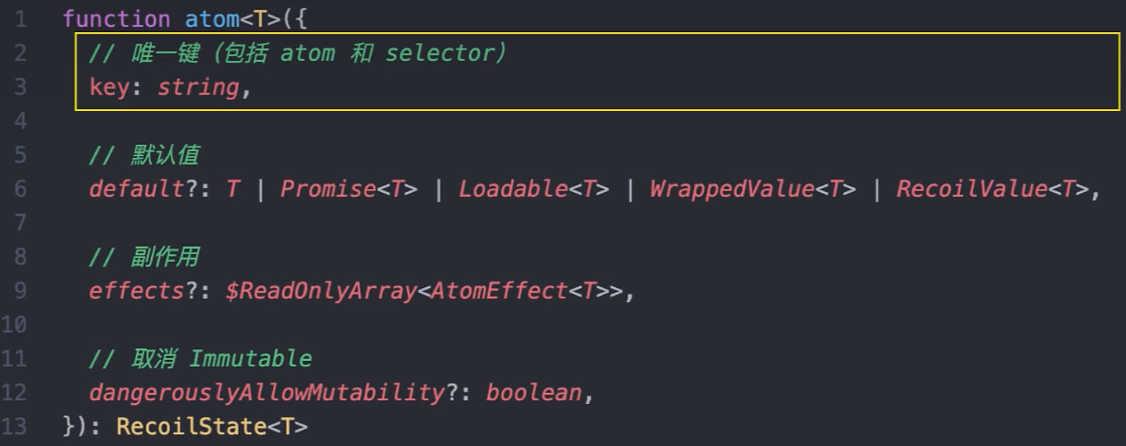 1 function atom<T>({
2 // 唯一键（包括 atom 和 selector）
3 key: string,
4
5 // 默认值
6 default?: T | Promise<T> | Loadable<T> | WrappedValue<T> | RecoilValue<T>,
7
8 // 副作用
9 effects?: $ReadOnlyArray<AtomEffect<T>>,
10
11 // 取消 Immutable
12 dangerouslyAllowMutability?: boolean,
13 }): RecoilState<T>